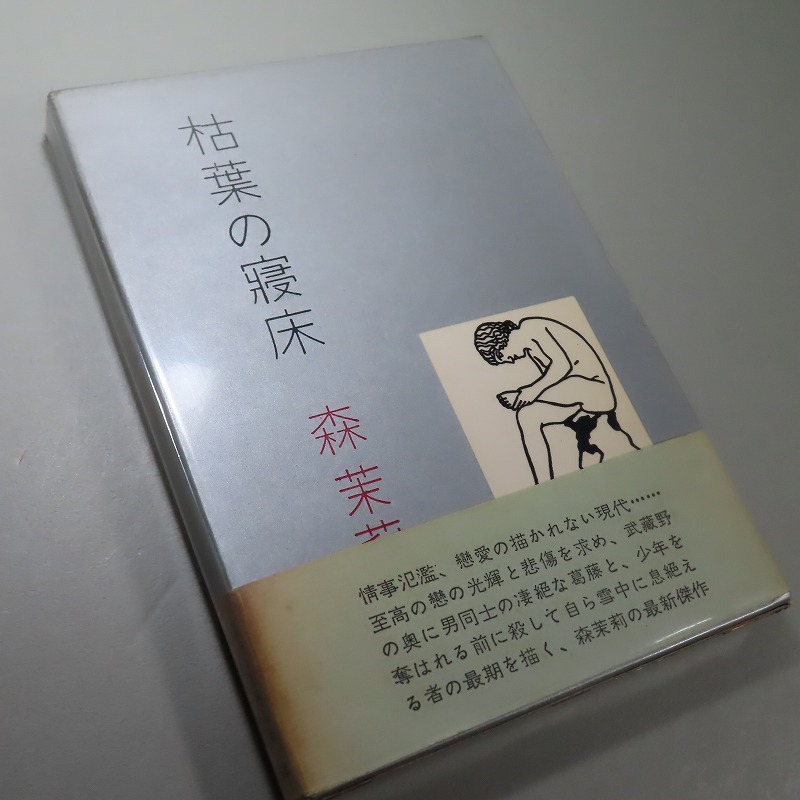 枯葉の寢床
森茉莉
情事氾濫、戀愛の描かれない現代……
至高の戀の光輝と悲傷を求め、武蔵野
の奥に男同士の凄絶な葛藤と、少年を
奪はれる前に殺して自ら雪中に息絶え
る者の最期を描く、森茉莉の最新傑作